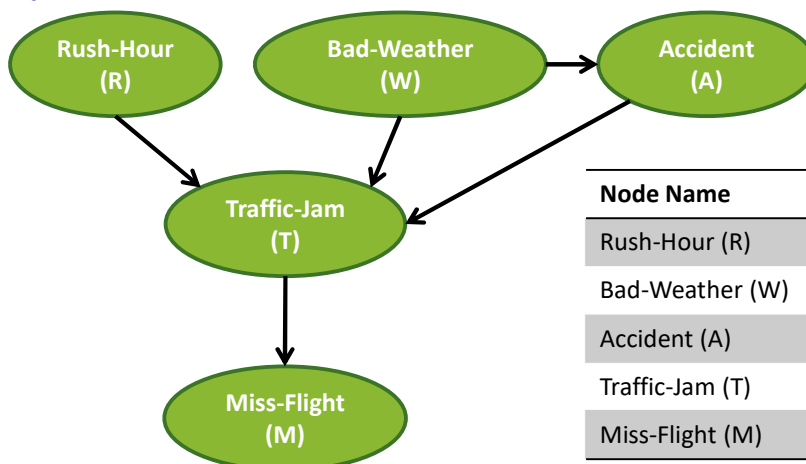 Rush-Hour
(R)
Bad-Weather
(W)
Accident
(A)
Traffic-Jam
(T)
Miss-Flight
(M)
Node Name
Rush-Hour (R)
Bad-Weather (W)
Accident (A)
Traffic-Jam (T)
Miss-Flight (M)